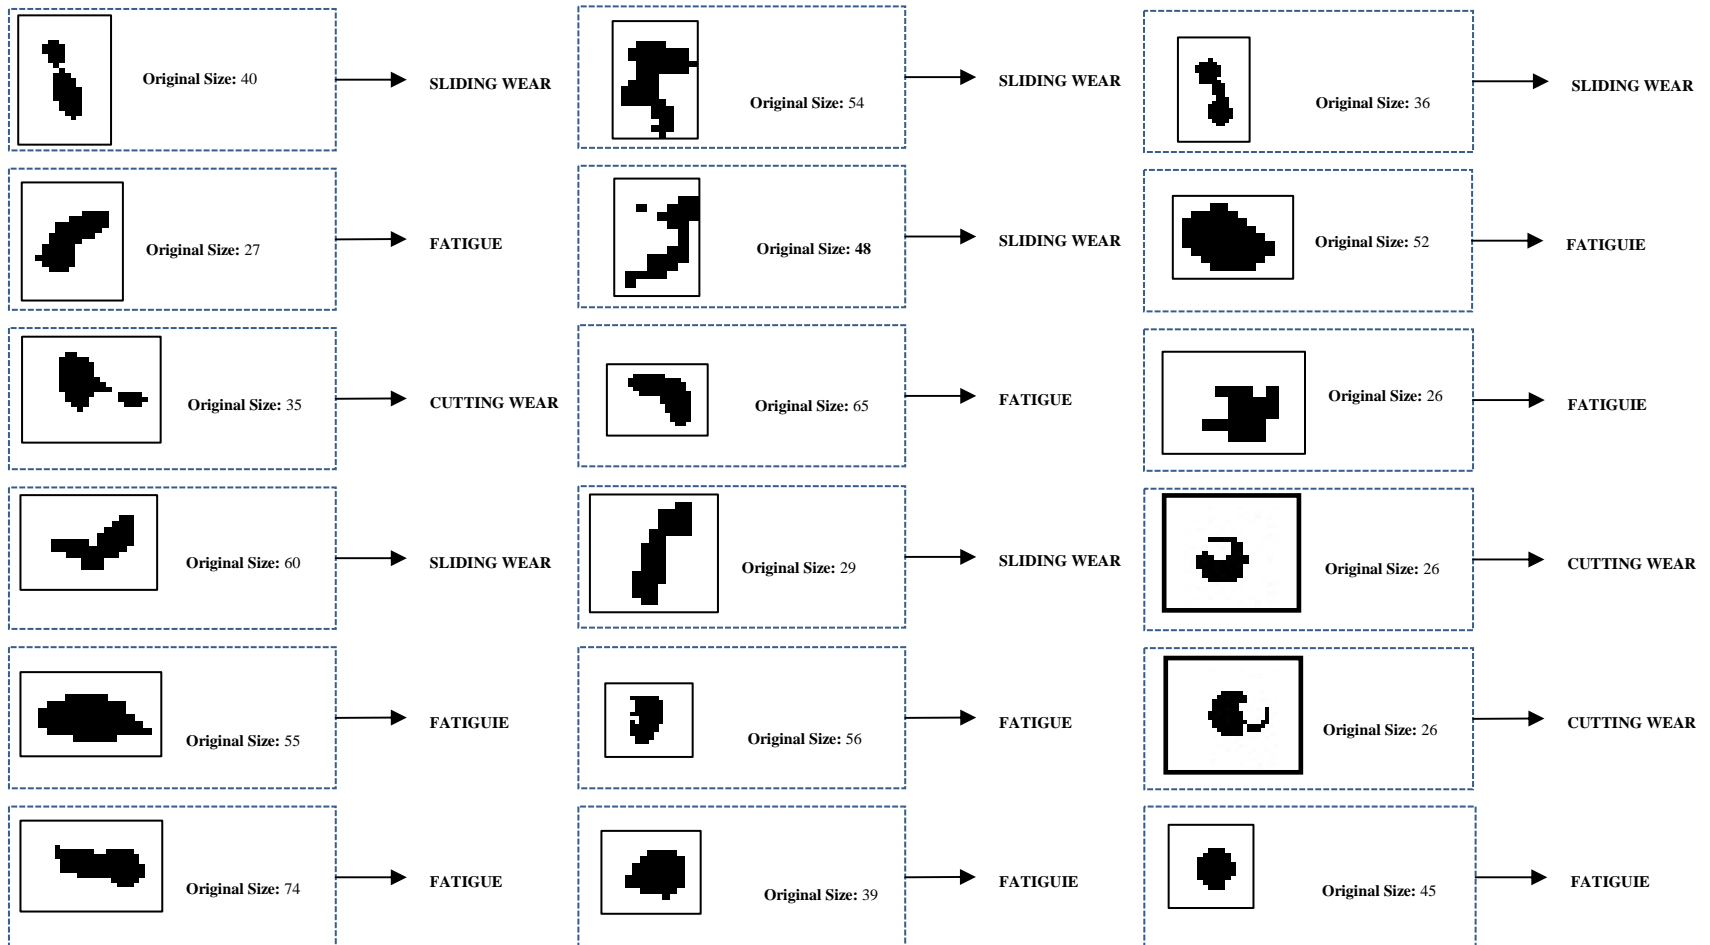 Original Size: 40
SLIDING WEAR
Original Size: 54
SLIDING WEAR
Original Size: 36
SLIDING WEAR
Original Size: 27
FATIGUE
Original Size: 48
SLIDING WEAR
Original Size: 52
FATIGUIE
Original Size: 35
CUTTING WEAR
Original Size: 65
FATIGUE
Original Size: 26
FATIGUIE
Original Size: 60
SLIDING WEAR
Original Size: 29
SLIDING WEAR
Original Size: 26
CUTTING WEAR
Original Size: 55
FATIGUIE
Original Size: 56
FATIGUE
Original Size: 26
CUTTING WEAR
Original Size: 74
FATIGUE
Original Size: 39
FATIGUIE
Original Size: 45
FATIGUIE